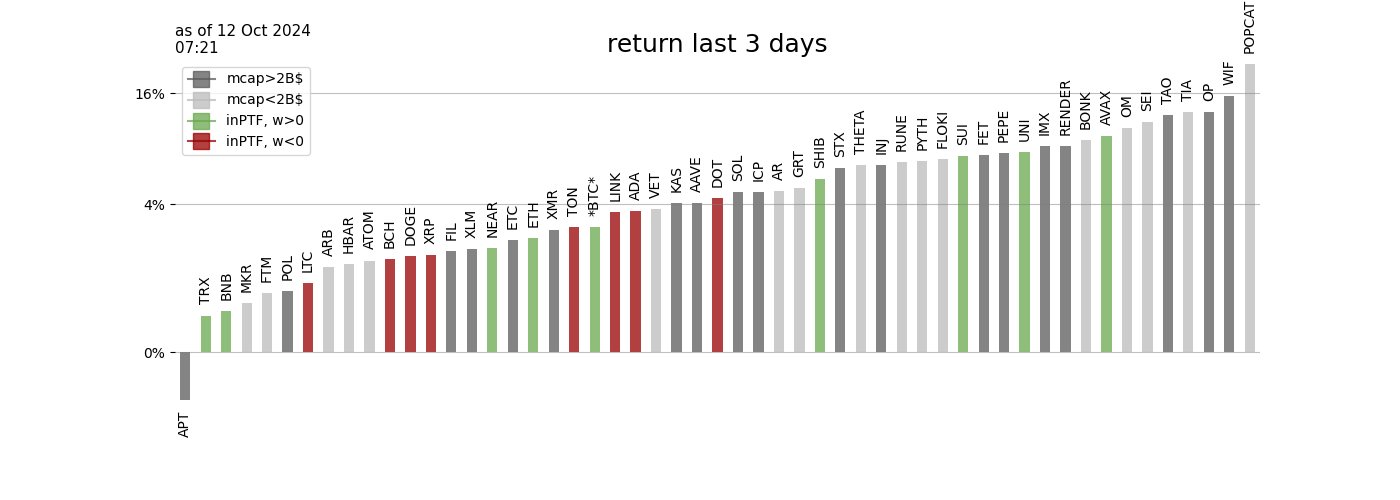 as of 12 Oct 2024
07:21
return last 3 days
mcap>2B$
mcap<2B$
inPTF, w>0
inPTF, w<0
16%
4%
0%
APT
TRX
BNB
MKR
FTM
POL
LTC
ARB
HBAR
ATOM
BCH
DOGE
XRP
FIL
XLM
NEAR
ETC
ETH
XMR
TON
*BTC*
LINK
ADA
VET
KAS
AAVE
DOT
SOL
ICP
AR
GRT
SHIB
STX
THETA
INJ
RUNE
PYTH
FLOKI
SUI
FET
PEPE
UNI
IMX
RENDER
BONK
AVAX
OM
SEI
TAO
TIA
OP
WIF
POPCAT